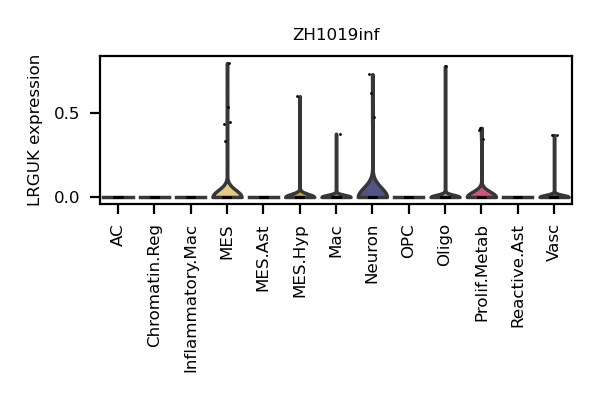 ZH1019inf
LRGUK expression
0.5
0.0
AC
Chromatin.Reg
Inflammatory.Mac
MES
MES.Ast
MES.Hyp
Mac
Neuron
OPC
Oligo
Prolif.Metab
Reactive.Ast
Vasc